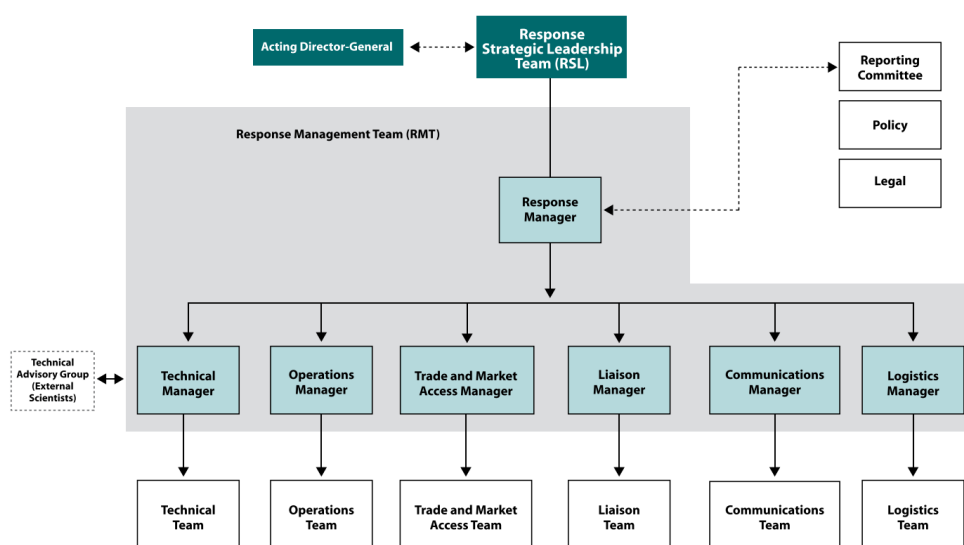 Acting Director-General
Response
Strategic Leadership
Team (RSL)
Reporting
Committee
Policy
Legal
Response Management Team (RMT)
Response
Manager
Technical
Advisory Group
(External
Scientists)
Technical
Manager
Operations
Manager
Trade and Market
Access Manager
Liaison
Manager
Communications
Manager
Logistics
Manager
Technical
Team
Operations
Team
Trade and Market
Access Team
Liaison
Team
Communications
Team
Logistics
Team